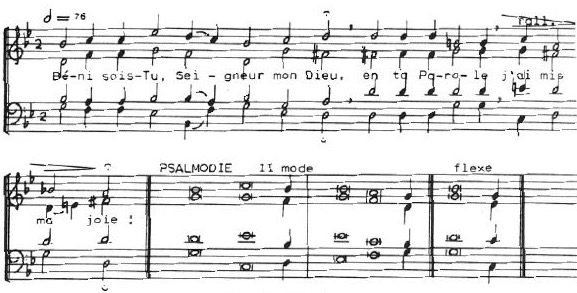 = 76
rall.
Bé-ni sois-Tu, Sei - gneur mon Dieu, en ta Pa-ro-le j'ai mis
PSALMODIE II mode flexe
ma joie :